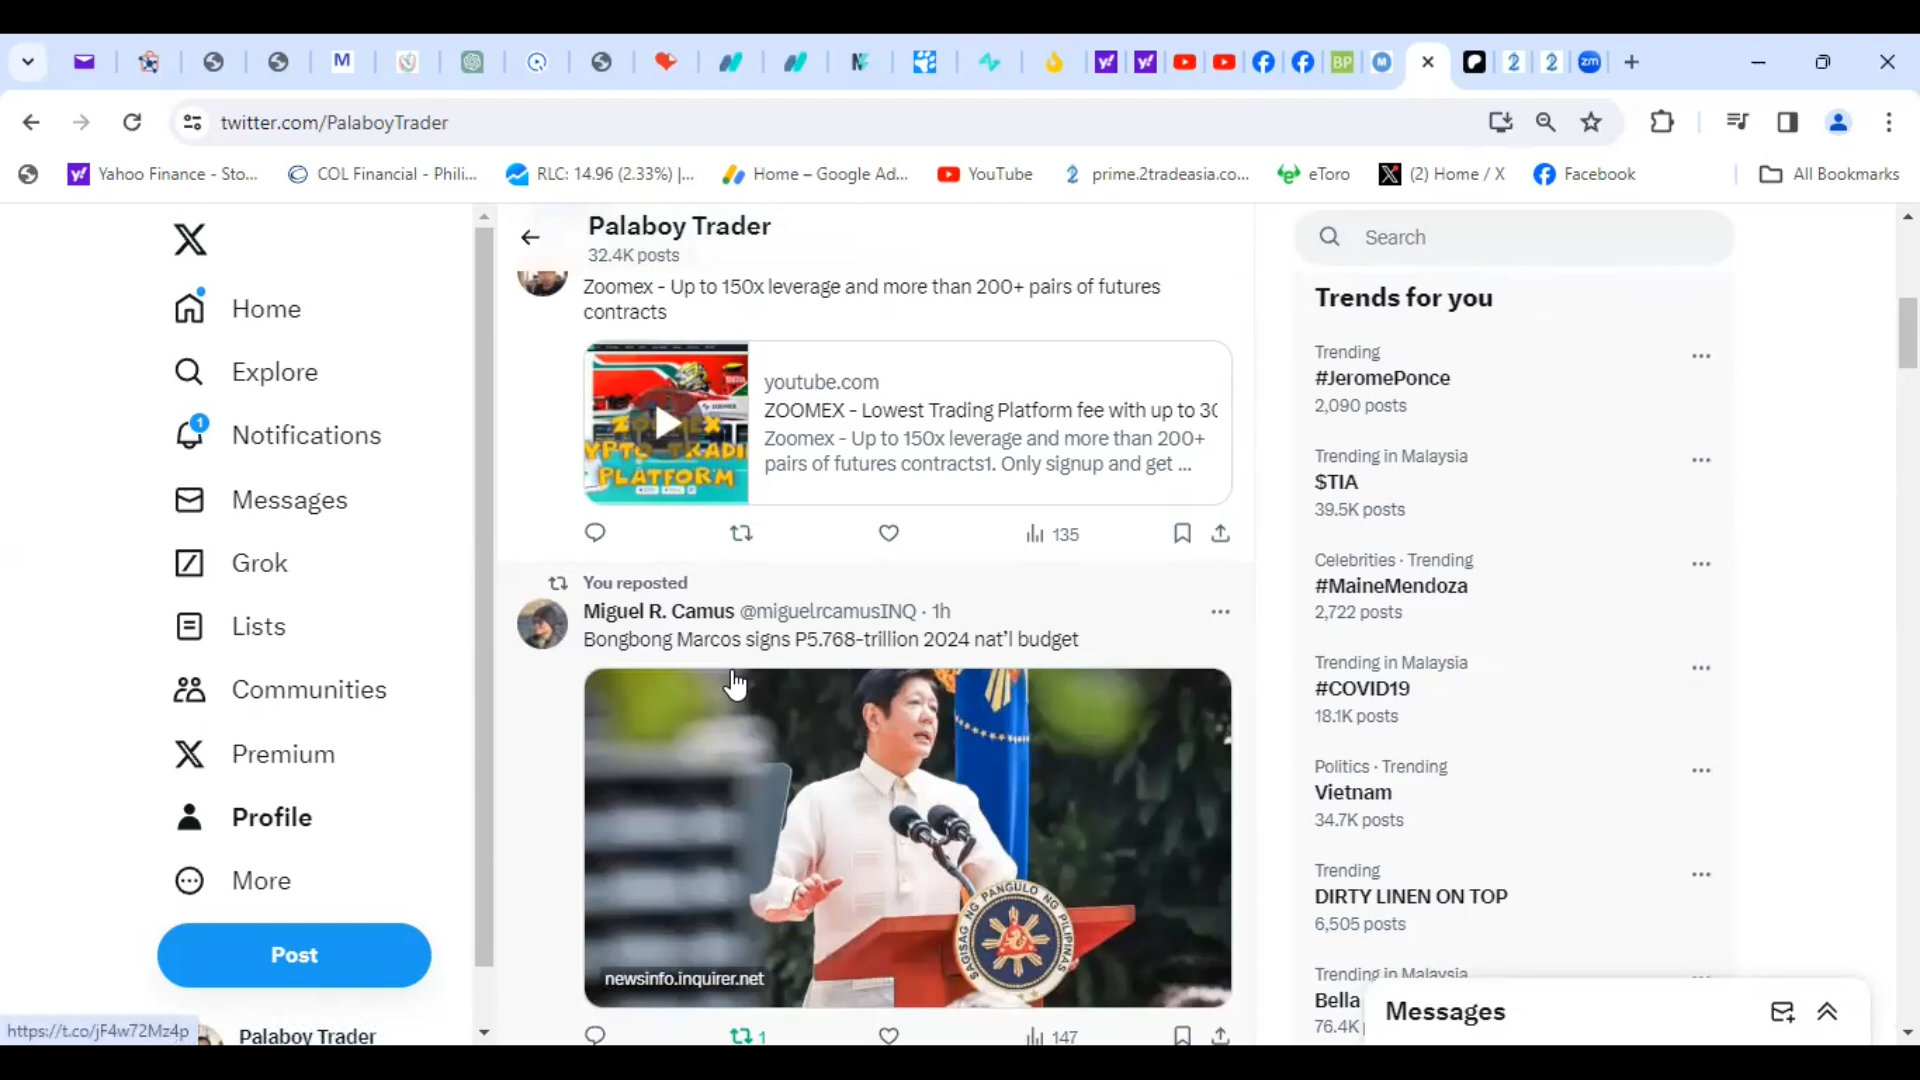 twitter.com/PalaboyTrader
Yahoo Finance - Sto...
COL Financial - Phili...
RLC: 14.96 (2.33%) |...
Home – Google Ad...
YouTube
prime.2tradeasia.co...
eToro
(2) Home / X
Facebook
All Bookmarks
Home
Explore
Notifications
1
Messages
Grok
Lists
Communities
Premium
Profile
More
Post
Palaboy Trader
https://t.co/jF4w72Mz4p
Palaboy Trader
32.4K posts
Zoomex - Up to 150x leverage and more than 200+ pairs of futures
contracts
ZOOMEX
PLATFORM
youtube.com
ZOOMEX - Lowest Trading Platform fee with up to 30
Zoomex - Up to 150x leverage and more than 200+
pairs of futures contracts1. Only signup and get ...
135
You reposted
Miguel R. Camus @miguelrcamusINQ · 1h
Bongbong Marcos signs P5.768-trillion 2024 nat'l budget
SAGISAG NG PANGULO NG PILIPINAS
newsinfo.inquirer.net
1
147
Search
Trends for you
Trending
#JeromePonce
2,090 posts
Trending in Malaysia
$TIA
39.5K posts
Celebrities · Trending
#MaineMendoza
2,722 posts
Trending in Malaysia
#COVID19
18.1K posts
Politics · Trending
Vietnam
34.7K posts
Trending
DIRTY LINEN ON TOP
6,505 posts
Trending in Malaysia
Bella
76.4K
Messages